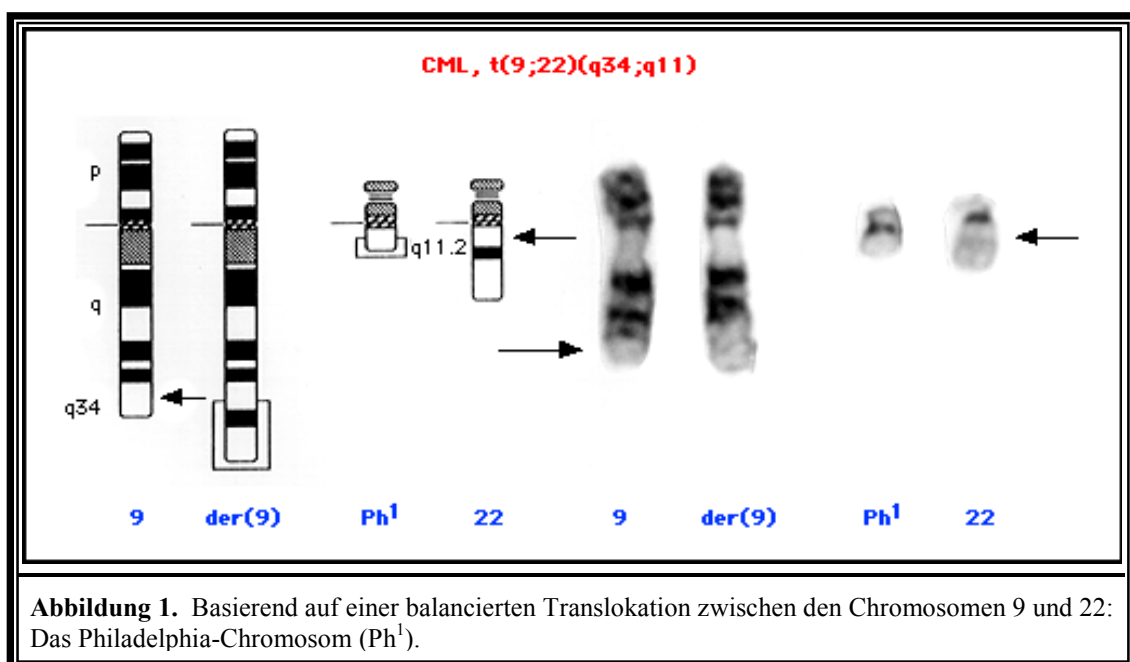 CML, t(9;22)(q34;q11)
p
q
q34
q11.2
9 der(9) Ph¹ 22 9 der(9) Ph¹ 22
Abbildung 1. Basierend auf einer balancierten Translokation zwischen den Chromosomen 9 und 22:
Das Philadelphia-Chromosom (Ph¹).